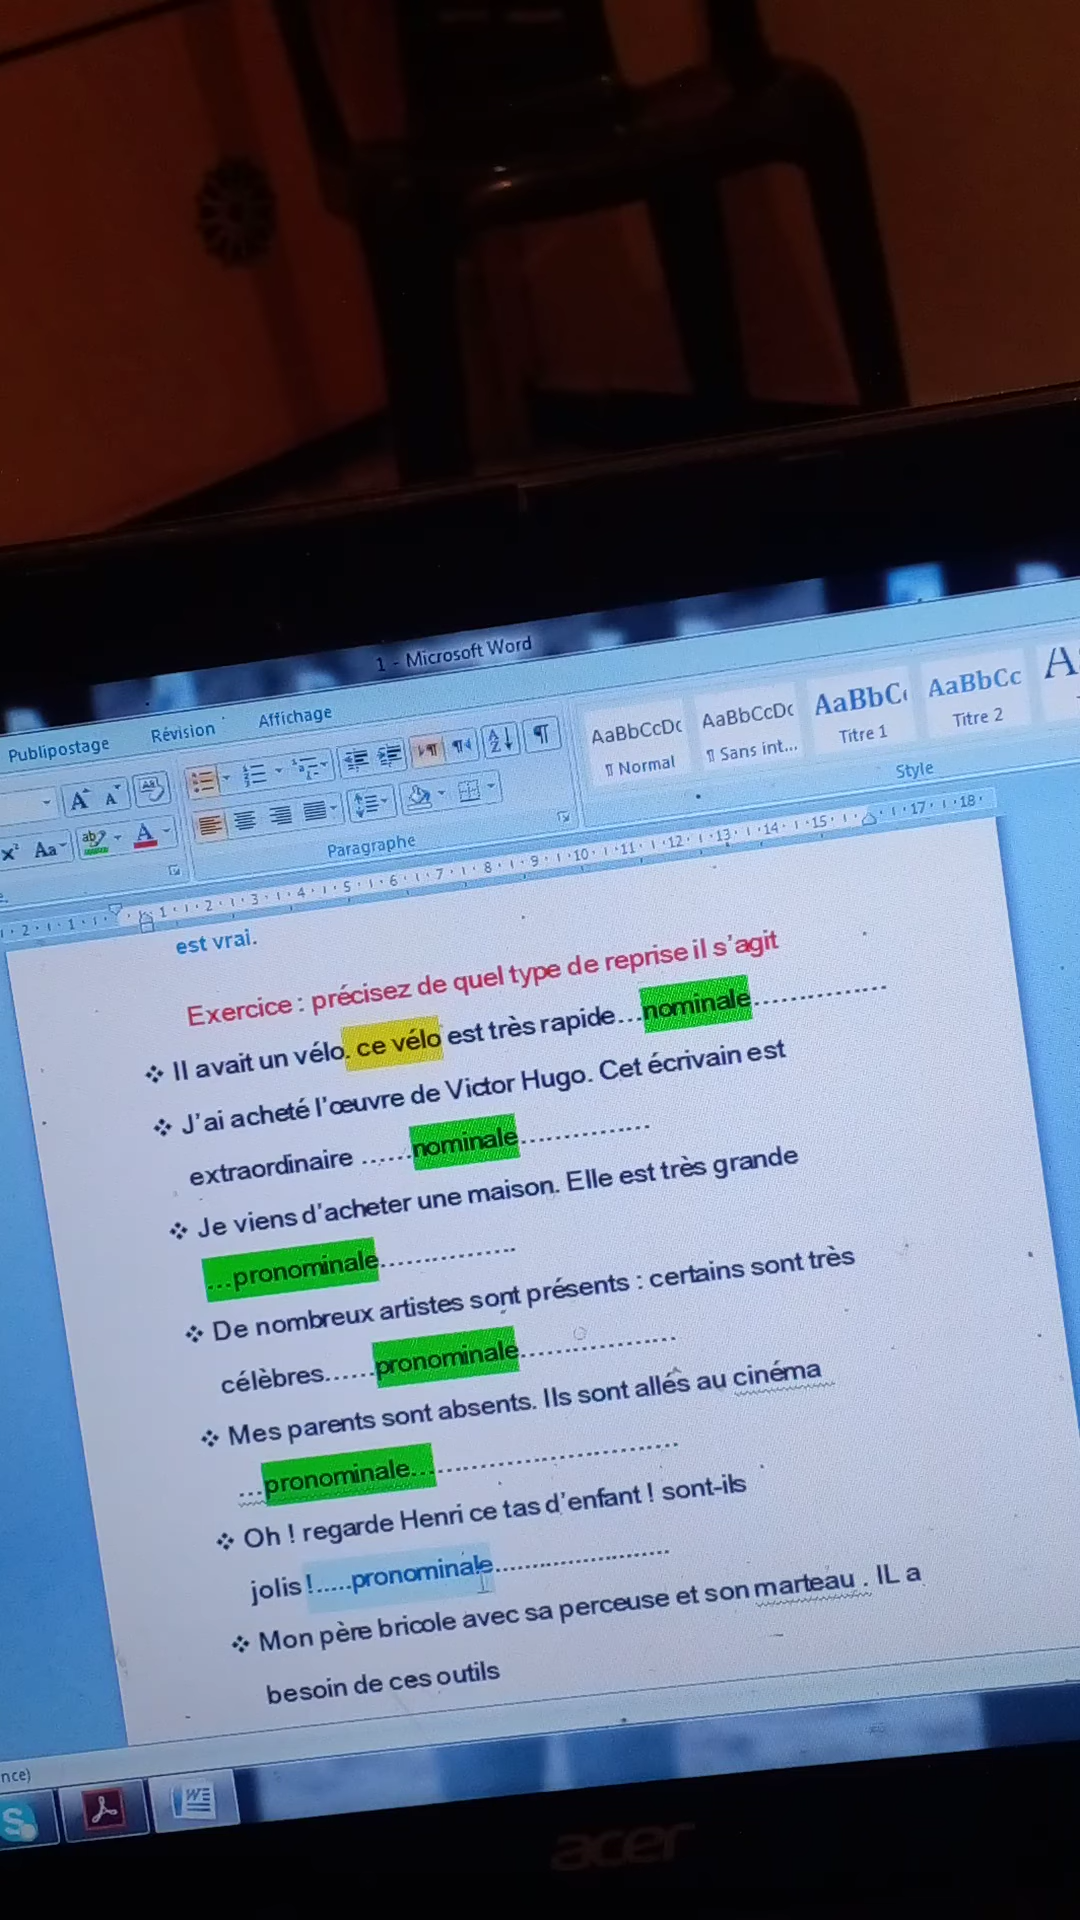 1 - Microsoft Word
Publipostage Révision Affichage
AaBbCcDc AaBbCcDc AaBbC AaBbCc
¶ Normal ¶ Sans int... Titre 1 Titre 2
Paragraphe Style
est vrai.
Exercice : précisez de quel type de reprise il s'agit
❖ Il avait un vélo. ce vélo est très rapide...nominale...............
❖ J'ai acheté l'œuvre de Victor Hugo. Cet écrivain est
extraordinaire ......nominale...............
❖ Je viens d'acheter une maison. Elle est très grande
...pronominale...............
❖ De nombreux artistes sont présents : certains sont très
célèbres......pronominale..................
❖ Mes parents sont absents. Ils sont allés au cinéma
...pronominale..............................
❖ Oh ! regarde Henri ce tas d'enfant ! sont-ils
jolis !.....pronominale.......................
❖ Mon père bricole avec sa perceuse et son marteau . IL a
besoin de ces outils
nce)
acer